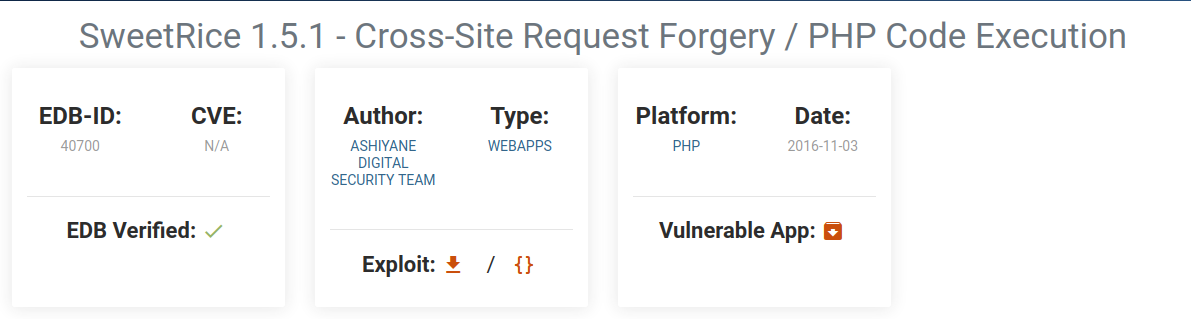 SweetRice 1.5.1 - Cross-Site Request Forgery / PHP Code Execution
EDB-ID:
40700
CVE:
N/A
EDB Verified:
Author:
ASHIYANE
DIGITAL
SECURITY TEAM
Type:
WEBAPPS
Exploit: / {}
Platform:
PHP
Date:
2016-11-03
Vulnerable App: